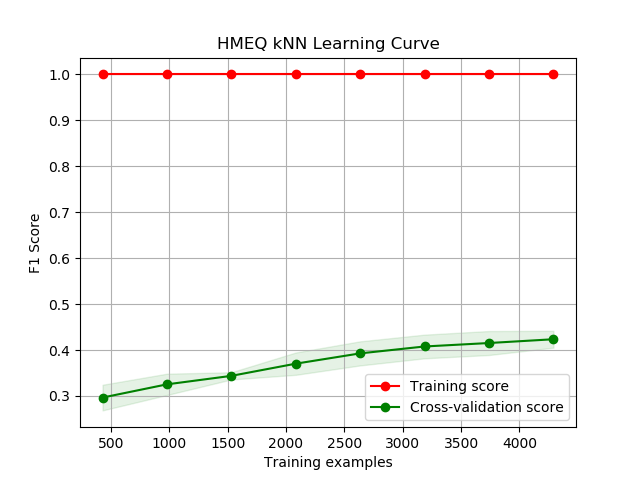 HMEQ kNN Learning Curve
1.0
0.9
0.8
0.7
0.6
0.5
0.4
0.3
F1 Score
Training score
Cross-validation score
500 1000 1500 2000 2500 3000 3500 4000
Training examples